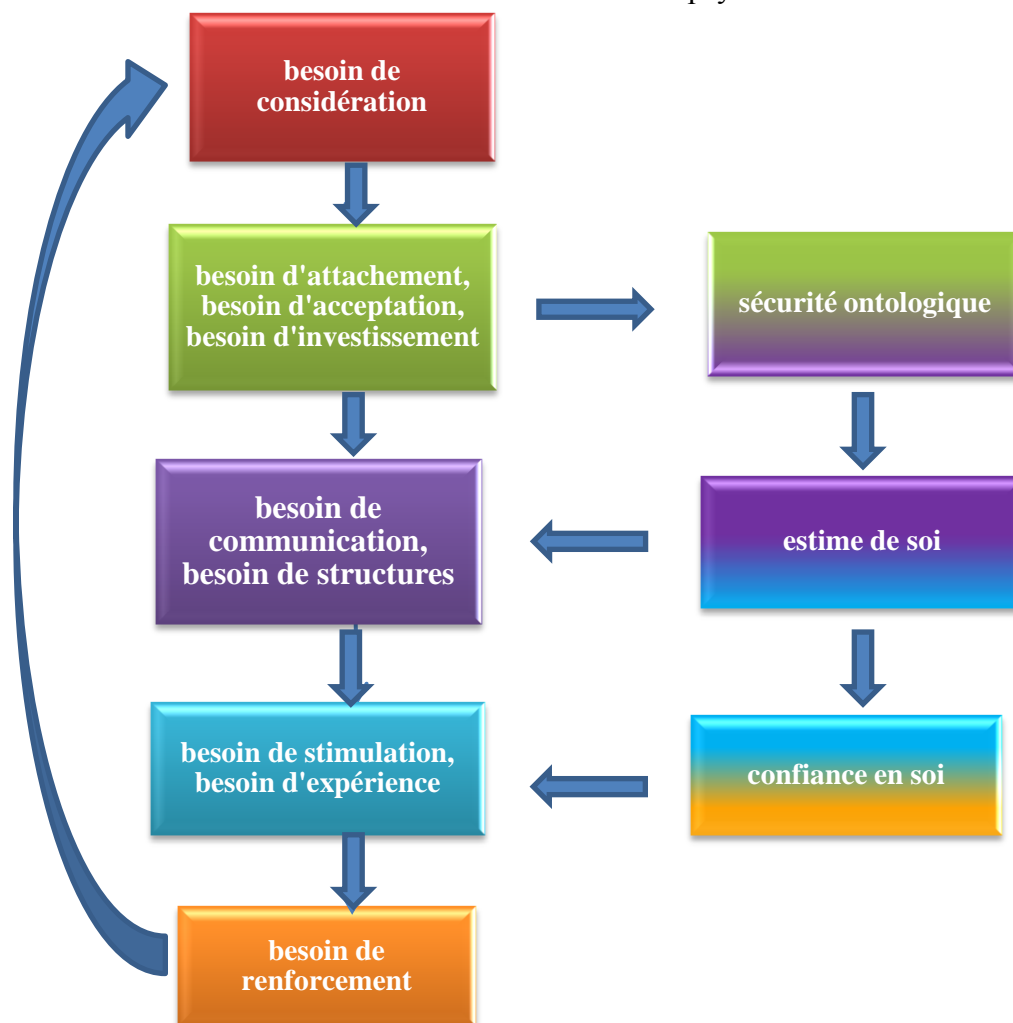 besoin de
considération
besoin d'attachement,
besoin d'acceptation,
besoin d'investissement
sécurité ontologique
besoin de
communication,
besoin de structures
estime de soi
besoin de stimulation,
besoin d'expérience
confiance en soi
besoin de
renforcement